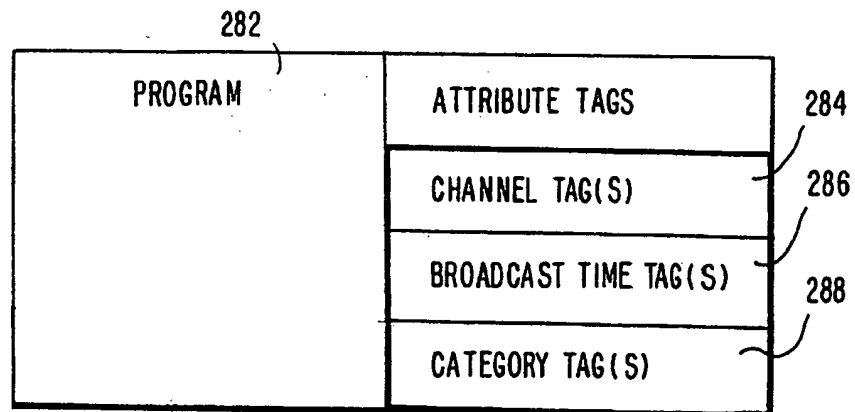 282
PROGRAM
ATTRIBUTE TAGS
284
CHANNEL TAG(S)
286
BROADCAST TIME TAG(S)
288
CATEGORY TAG(S)